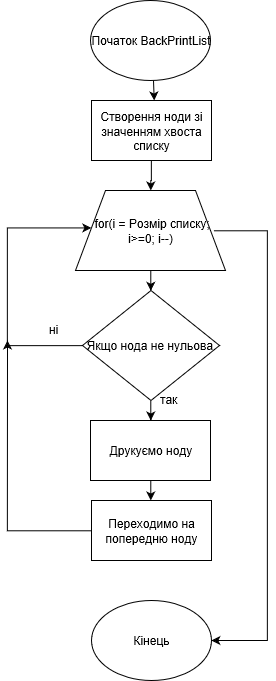 Початок BackPrintList
Створення ноди зі
значенням хвоста
списку
for(i = Розмір списку;
i>=0; i--)
ні
Якщо нода не нульова
так
Друкуємо ноду
Переходимо на
попередню ноду
Кінець